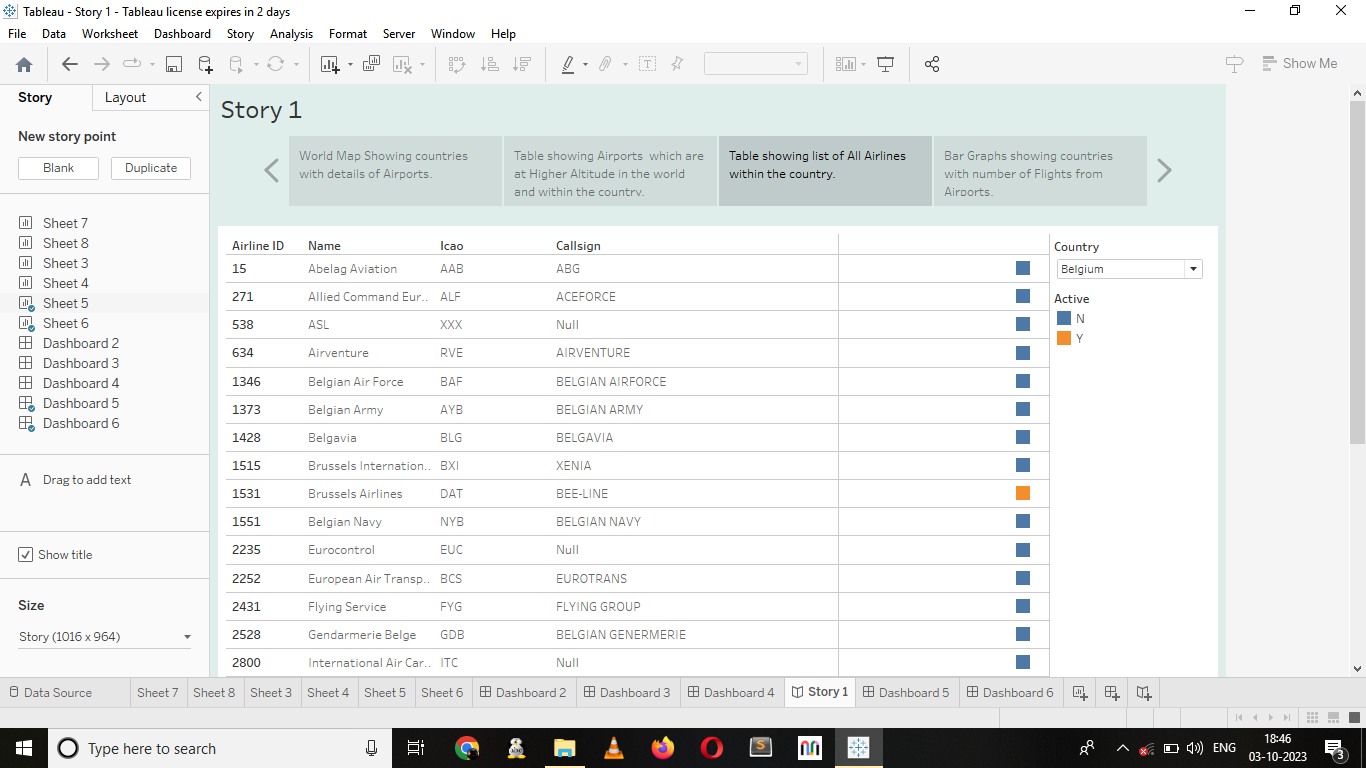 Tableau - Story 1 - Tableau license expires in 2 days
File Data Worksheet Dashboard Story Analysis Format Server Window Help
Show Me
Story Layout
New story point
Blank Duplicate
Sheet 7
Sheet 8
Sheet 3
Sheet 4
Sheet 5
Sheet 6
Dashboard 2
Dashboard 3
Dashboard 4
Dashboard 5
Dashboard 6
A Drag to add text
Show title
Size
Story (1016 x 964)
Story 1
World Map Showing countries
with details of Airports.
Table showing Airports which are
at Higher Altitude in the world
and within the country.
Table showing list of All Airlines
within the country.
Bar Graphs showing countries
with number of Flights from
Airports.
Airline ID Name Icao Callsign
15 Abelag Aviation AAB ABG
271 Allied Command Eur.. ALF ACEFORCE
538 ASL XXX Null
634 Airventure RVE AIRVENTURE
1346 Belgian Air Force BAF BELGIAN AIRFORCE
1373 Belgian Army AYB BELGIAN ARMY
1428 Belgavia BLG BELGAVIA
1515 Brussels Internation.. BXI XENIA
1531 Brussels Airlines DAT BEE-LINE
1551 Belgian Navy NYB BELGIAN NAVY
2235 Eurocontrol EUC Null
2252 European Air Transp.. BCS EUROTRANS
2431 Flying Service FYG FLYING GROUP
2528 Gendarmerie Belge GDB BELGIAN GENERMERIE
2800 International Air Car.. ITC Null
Country
Belgium
Active
N
Y
Data Source Sheet 7 Sheet 8 Sheet 3 Sheet 4 Sheet 5 Sheet 6 Dashboard 2 Dashboard 3 Dashboard 4 Story 1 Dashboard 5 Dashboard 6
Type here to search
ENG
18:46
03-10-2023
3